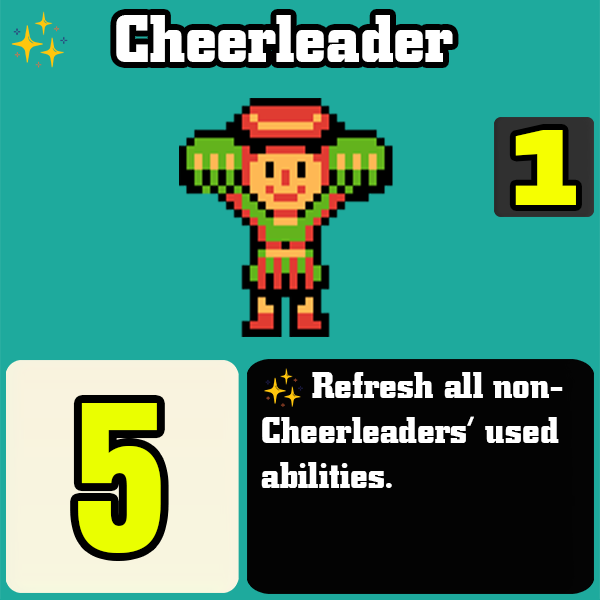 Cheerleader
1
5
Refresh all non-
Cheerleaders' used
abilities.